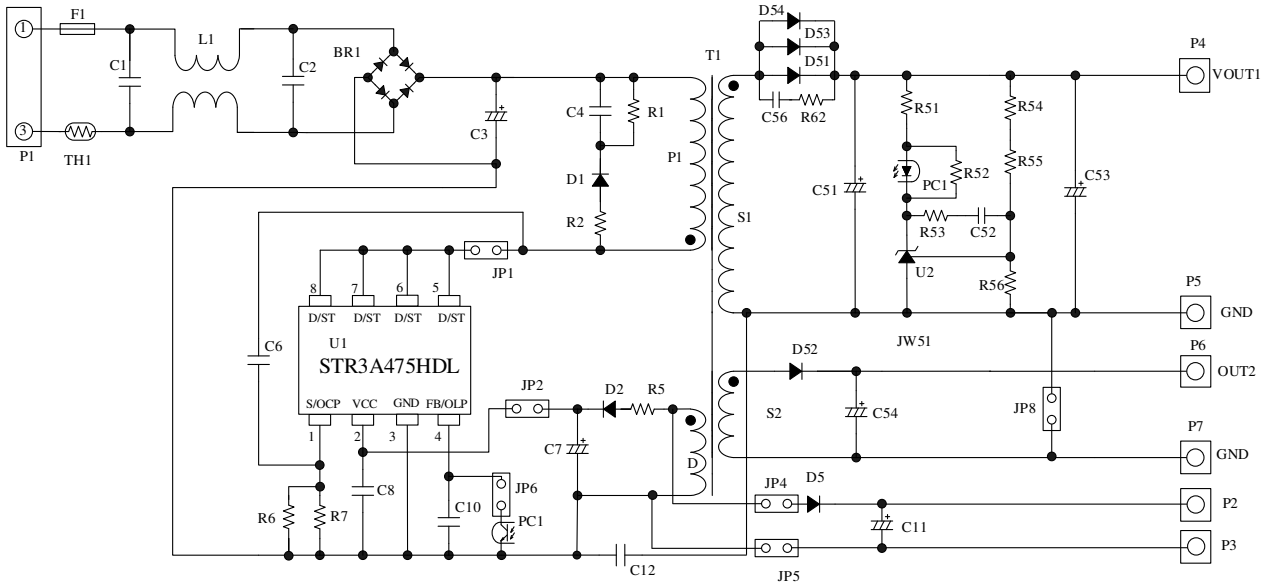 D54
1
F1
D53
T1
P4
L1
BR1
D51
VOUT1
C1
C2
C56
R62
R51
R54
C3
C4
R1
3
P1
TH1
P1
R55
D1
PC1
R52
C51
C53
R2
S1
R53
C52
JP1
U2
R56
8
7
6
5
P5
D/ST
D/ST
D/ST
D/ST
GND
U1
JW51
C6
STR3A475HDL
D52
P6
OUT2
S/OCP
VCC
GND
FB/OLP
JP2
D2
R5
S2
C54
JP8
1
2
3
4
P7
C7
D
GND
JP6
JP4
D5
C8
C10
P2
R6
R7
PC1
C11
C12
JP5
P3